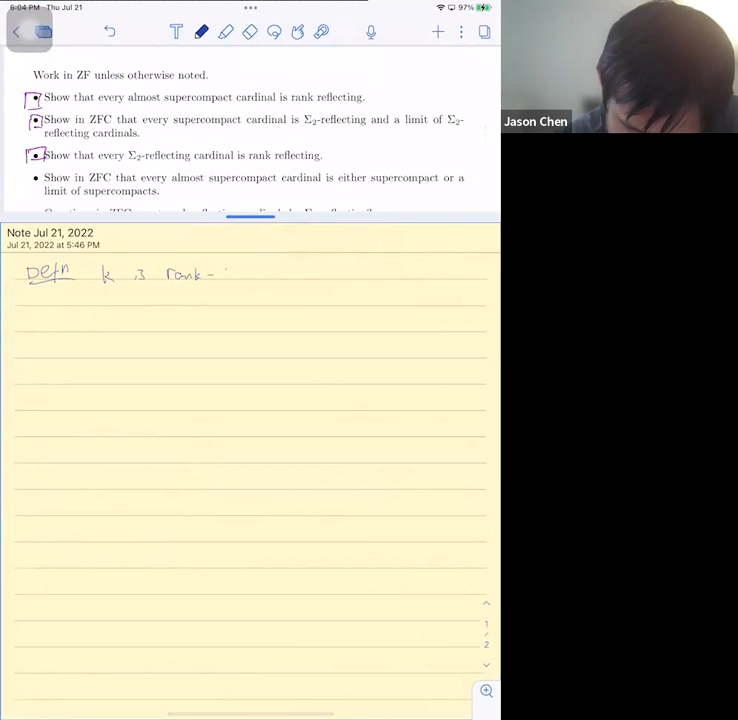 6:04 PM Thu Jul 21
97%
Work in ZF unless otherwise noted.
• Show that every almost supercompact cardinal is rank reflecting.
• Show in ZFC that every supercompact cardinal is Σ₂-reflecting and a limit of Σ₂-
reflecting cardinals.
• Show that every Σ₂-reflecting cardinal is rank reflecting.
• Show in ZFC that every almost supercompact cardinal is either supercompact or a
limit of supercompacts.
Jason Chen
Note Jul 21, 2022
Jul 21, 2022 at 5:46 PM
Defn k is rank-
1
/
2